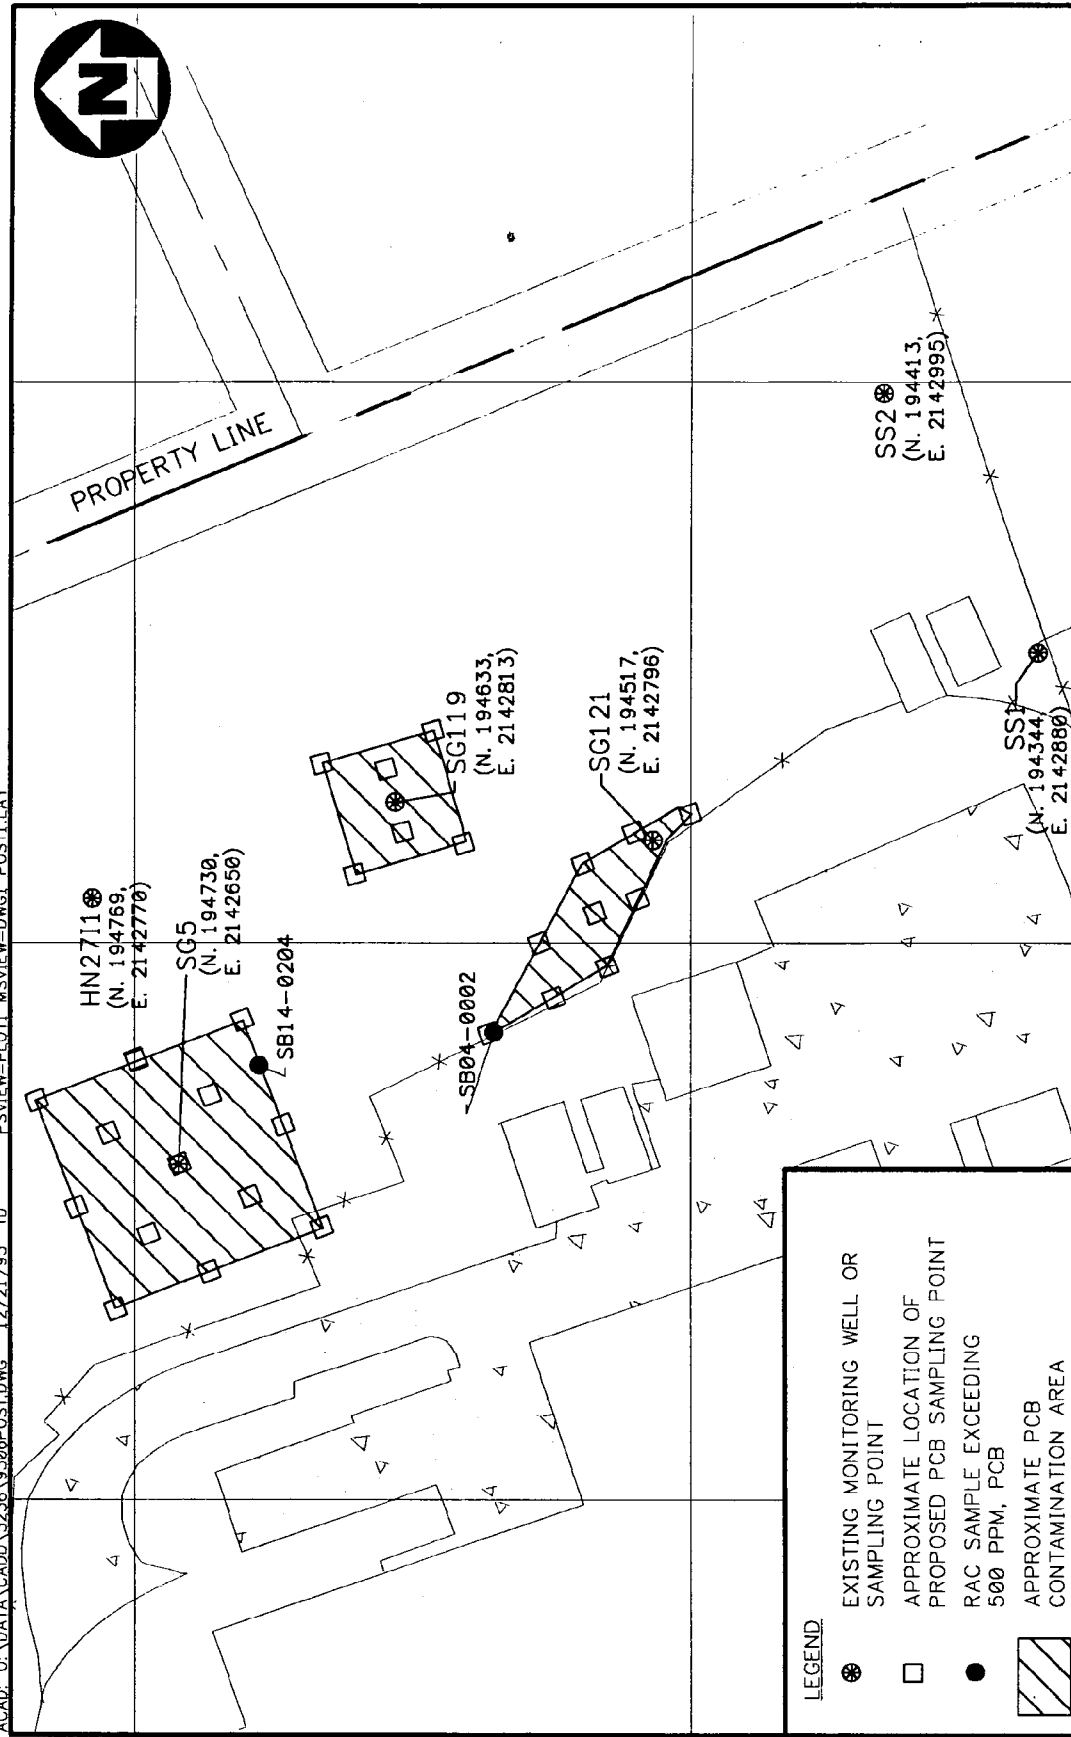 N
PROPERTY LINE
HN27I1
(N. 194769,
E. 2142770)
SG5
(N. 194730,
E. 2142650)
SB14-0204
SG119
(N. 194633,
E. 2142813)
SG121
(N. 194517,
E. 2142796)
SB04-0002
SS2
(N. 194413,
E. 2142995)
SS1
(N. 194344,
E. 2142880)
LEGEND
EXISTING MONITORING WELL OR
SAMPLING POINT
APPROXIMATE LOCATION OF
PROPOSED PCB SAMPLING POINT
RAC SAMPLE EXCEEDING
500 PPM, PCB
APPROXIMATE PCB
CONTAMINATION AREA